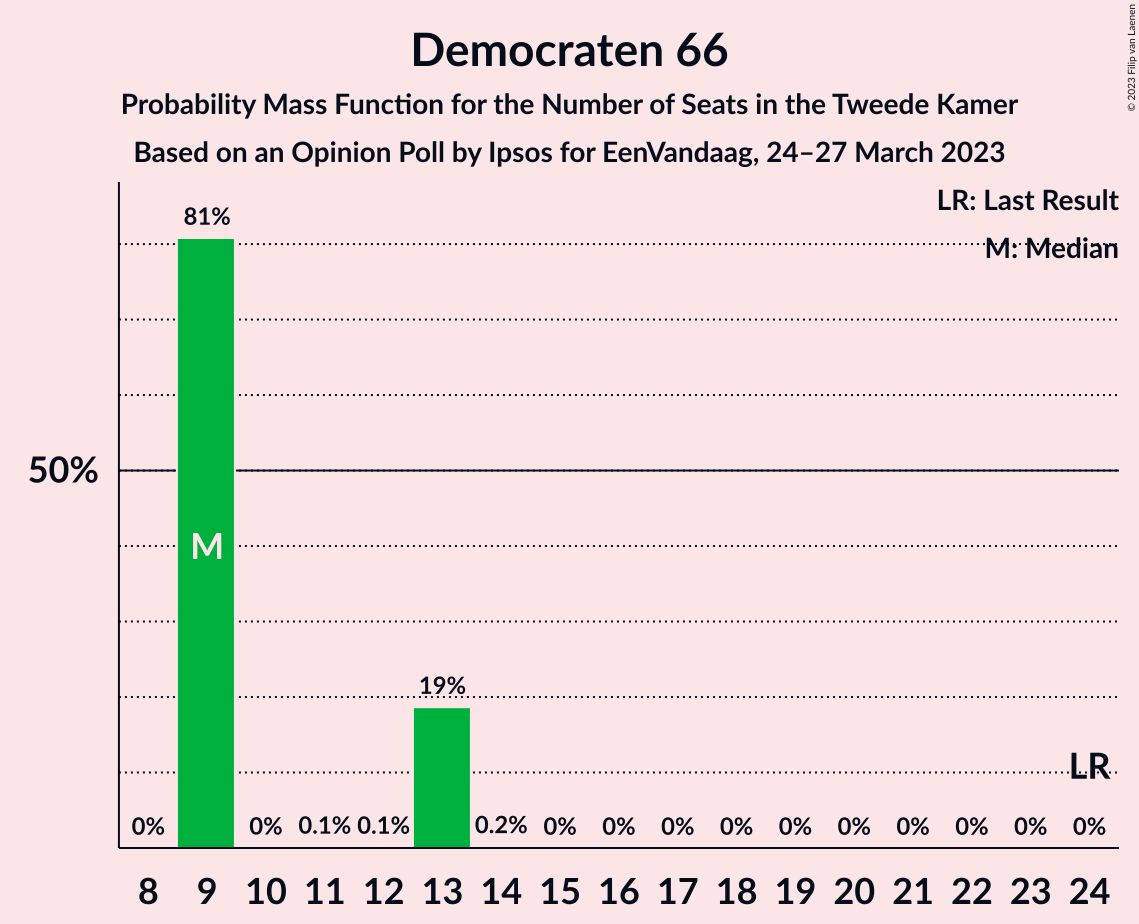 Democraten 66
Probability Mass Function for the Number of Seats in the Tweede Kamer
Based on an Opinion Poll by Ipsos for EenVandaag, 24–27 March 2023
© 2023 Filip van Laenen
LR: Last Result
M: Median
81%
50%
M
19%
LR
0% 0% 0.1% 0.1% 0.2% 0% 0% 0% 0% 0% 0% 0% 0% 0% 0%
8 9 10 11 12 13 14 15 16 17 18 19 20 21 22 23 24